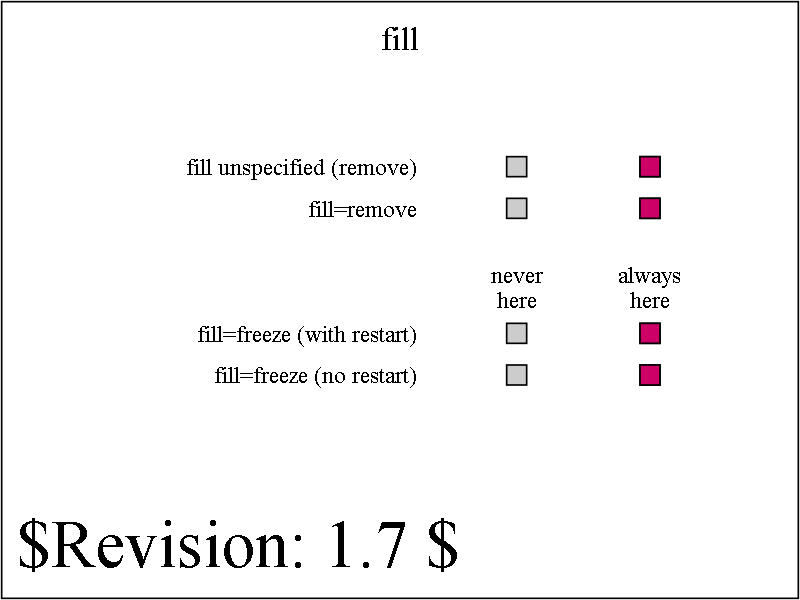 fill
fill unspecified (remove)
fill=remove
never
here
always
here
fill=freeze (with restart)
fill=freeze (no restart)
$Revision: 1.7 $